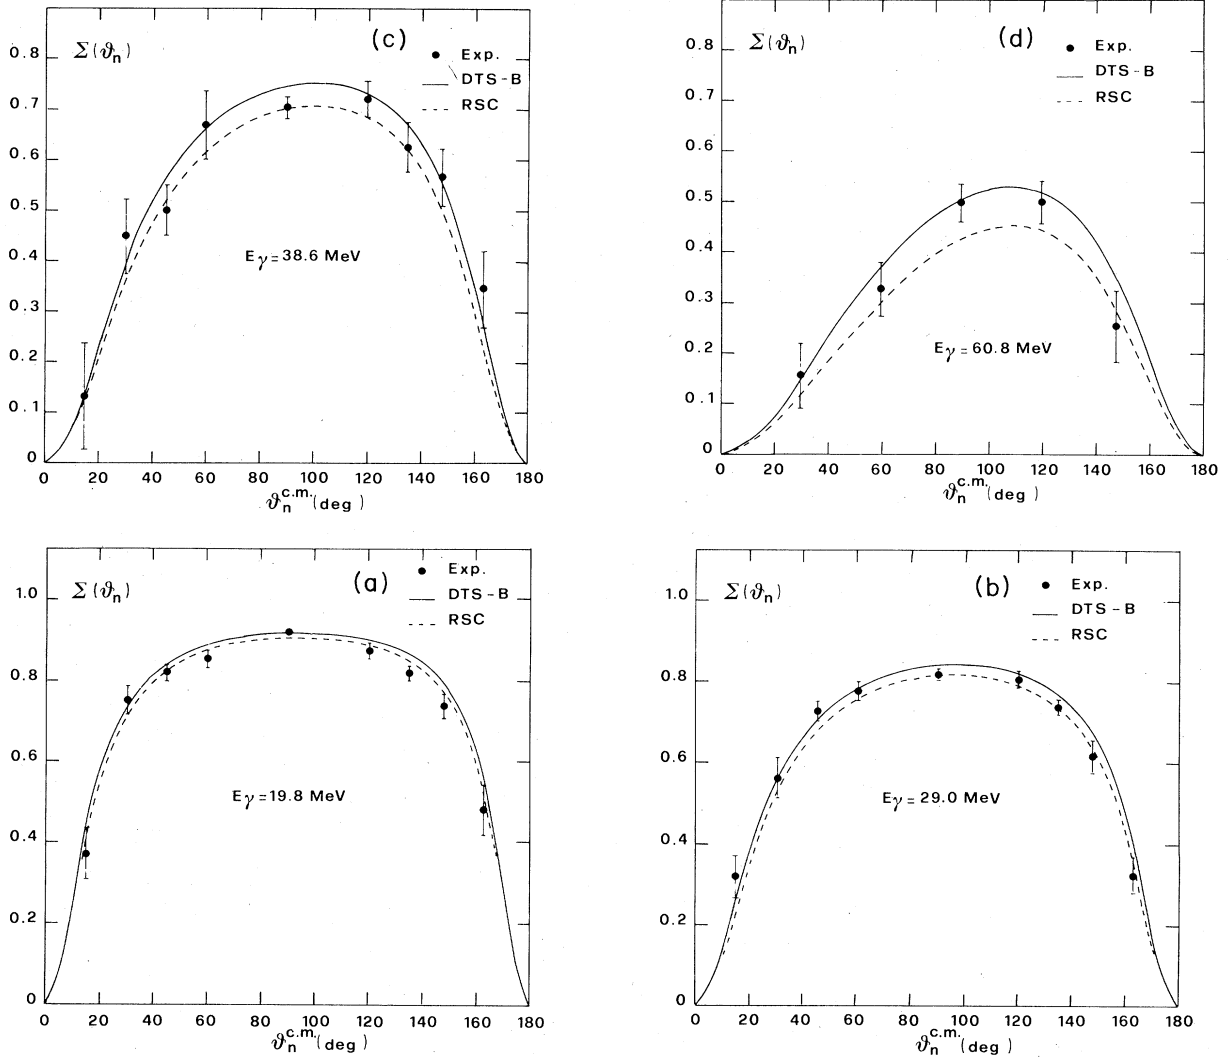 Σ(ϑn)
(c)
Exp.
DTS-B
RSC
0.8
0.7
0.6
0.5
0.4
0.3
0.2
0.1
0
Eγ=38.6 MeV
0 20 40 60 80 100 120 140 160 180
ϑn c.m. (deg)
Σ(ϑn)
(d)
Exp.
DTS-B
RSC
0.8
0.7
0.6
0.5
0.4
0.3
0.2
0.1
0
Eγ=60.8 MeV
0 20 40 60 80 100 120 140 160 180
ϑn c.m. (deg)
Σ(ϑn)
(a)
Exp.
DTS-B
RSC
1.0
0.8
0.6
0.4
0.2
0
Eγ=19.8 MeV
0 20 40 60 80 100 120 140 160 180
ϑn c.m. (deg)
Σ(ϑn)
(b)
Exp.
DTS-B
RSC
1.0
0.8
0.6
0.4
0.2
0
Eγ=29.0 MeV
0 20 40 60 80 100 120 140 160 180
ϑn c.m. (deg)